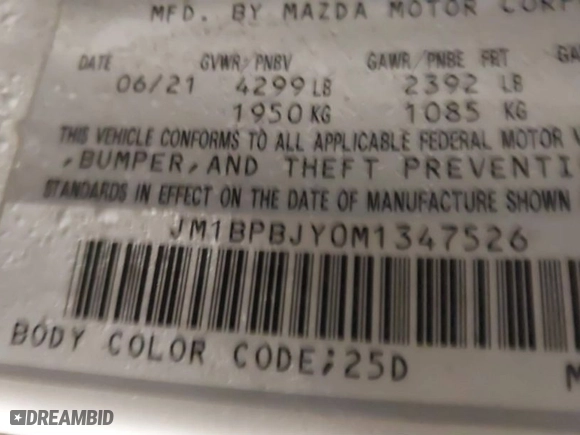 MFD. BY MAZDA MOTOR CORP
DATE GVWR/PNBV GAWR/PNBE FRT GA
06/21 4299 LB 2392 LB
1950 KG 1085 KG
THIS VEHICLE CONFORMS TO ALL APPLICABLE FEDERAL MOTOR V
,BUMPER,AND THEFT PREVENTI
STANDARDS IN EFFECT ON THE DATE OF MANUFACTURE SHOWN
JM1BPBJY0M1347526
BODY COLOR CODE;25D M
DREAMBID